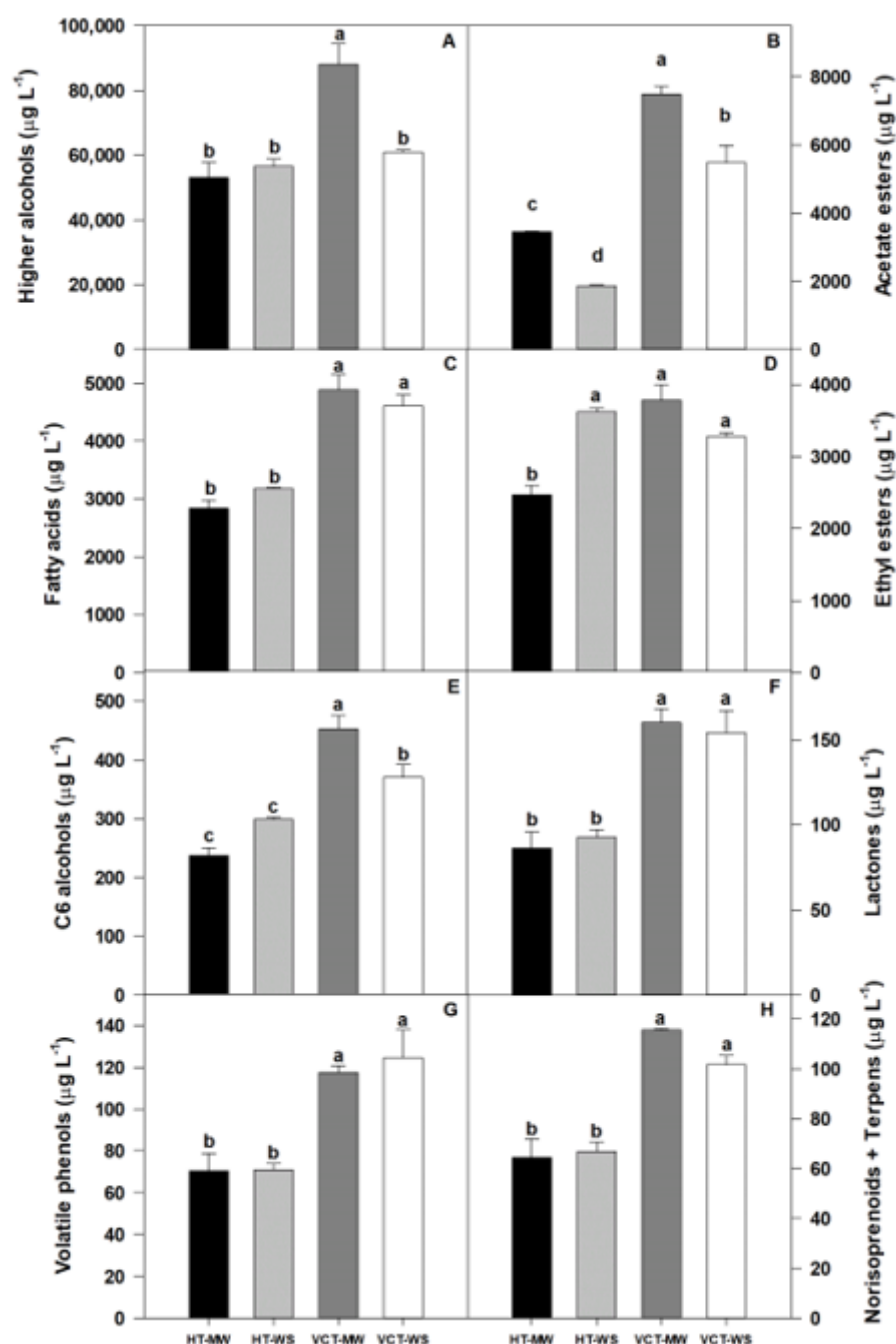 A
Higher alcohols (µg L⁻¹)
100,000
80,000
60,000
40,000
20,000
0
b
b
a
b
B
c
d
a
b
8000
6000
4000
2000
0
Acetate esters (µg L⁻¹)
C
Fatty acids (µg L⁻¹)
5000
4000
3000
2000
1000
0
b
b
a
a
D
b
a
a
a
4000
3000
2000
1000
0
Ethyl esters (µg L⁻¹)
E
C6 alcohols (µg L⁻¹)
500
400
300
200
100
0
c
c
a
b
F
b
b
a
a
150
100
50
0
Lactones (µg L⁻¹)
G
Volatile phenols (µg L⁻¹)
140
120
100
80
60
40
20
0
b
b
a
a
H
b
b
a
a
120
100
80
60
40
20
0
Norisoprenoids + Terpens (µg L⁻¹)
HT-MW HT-WS VCT-MW VCT-WS
HT-MW HT-WS VCT-MW VCT-WS